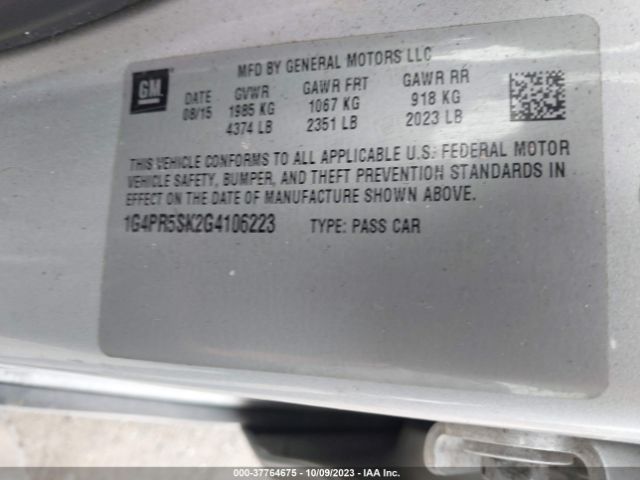 MFD BY GENERAL MOTORS LLC
GM
DATE GVWR GAWR FRT GAWR RR
08/15 1985 KG 1067 KG 918 KG
4374 LB 2351 LB 2023 LB
THIS VEHICLE CONFORMS TO ALL APPLICABLE U.S. FEDERAL MOTOR
VEHICLE SAFETY, BUMPER, AND THEFT PREVENTION STANDARDS IN
EFFECT ON THE DATE OF MANUFACTURE SHOWN ABOVE.
1G4PR5SK2G4106223 TYPE: PASS CAR
000-37764675 - 10/09/2023 - IAA Inc.